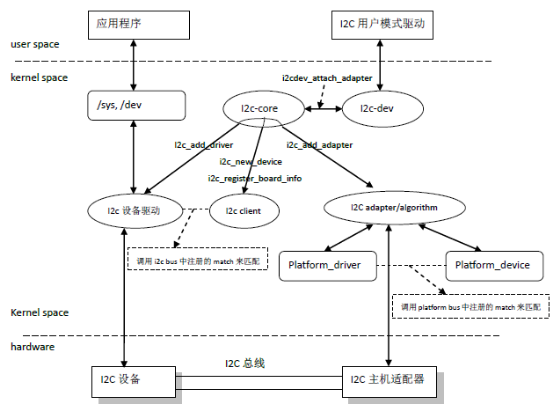 应用程序
I2C 用户模式驱动
user space
kernel space
i2cdev_attach_adapter
/sys, /dev
I2c-core
I2c-dev
I2c_add_driver
i2c_add_adapter
i2c_new_device
i2c_register_board_info
I2c 设备驱动
I2c client
I2C adapter/algorithm
调用 i2c bus 中注册的 match 来匹配
Platform_driver
Platform_device
调用 platform bus 中注册的 match 来匹配
Kernel space
hardware
I2C 总线
I2C 设备
I2C 主机适配器